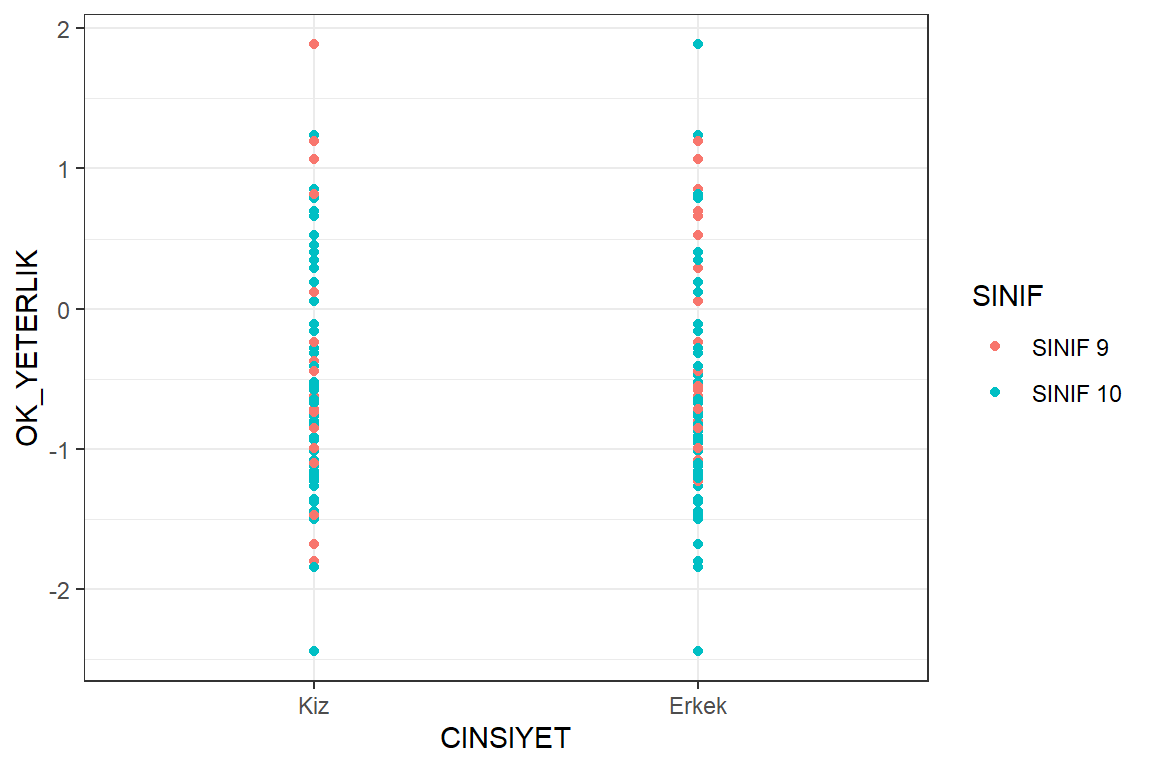 2
1
0
-1
-2
OK_YETERLIK
Kiz
Erkek
CINSIYET
SINIF
SINIF 9
SINIF 10